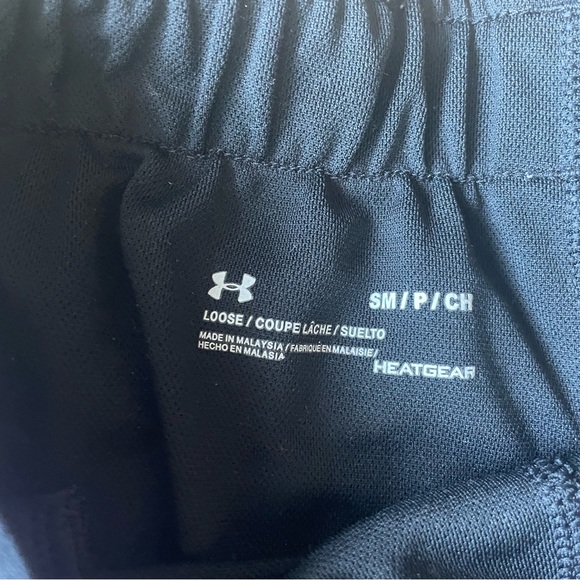 SM/P/CH
LOOSE / COUPE LÂCHE / SUELTO
MADE IN MALAYSIA / FABRIQUÉ EN MALAISIE /
HECHO EN MALASIA
HEATGEAR